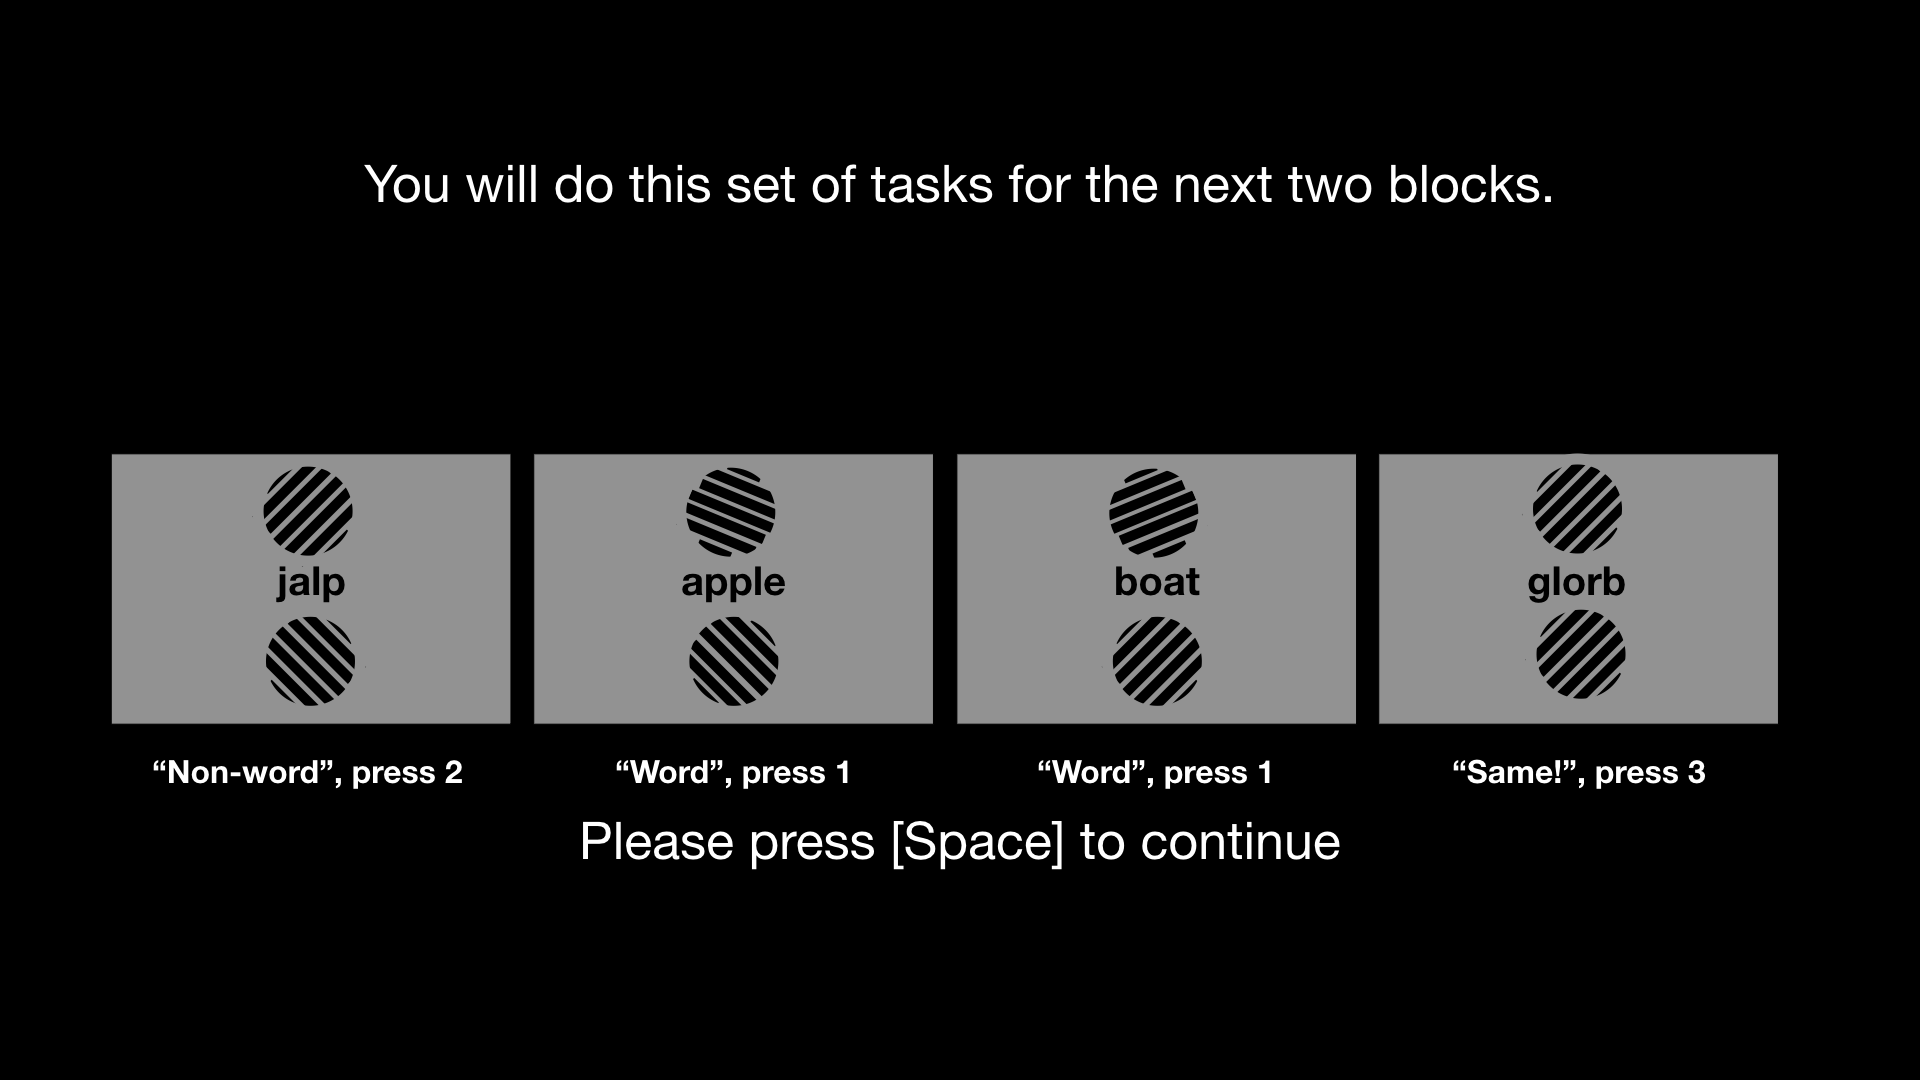 You will do this set of tasks for the next two blocks.
jalp
apple
boat
glorb
“Non-word”, press 2
“Word”, press 1
“Word”, press 1
“Same!”, press 3
Please press [Space] to continue